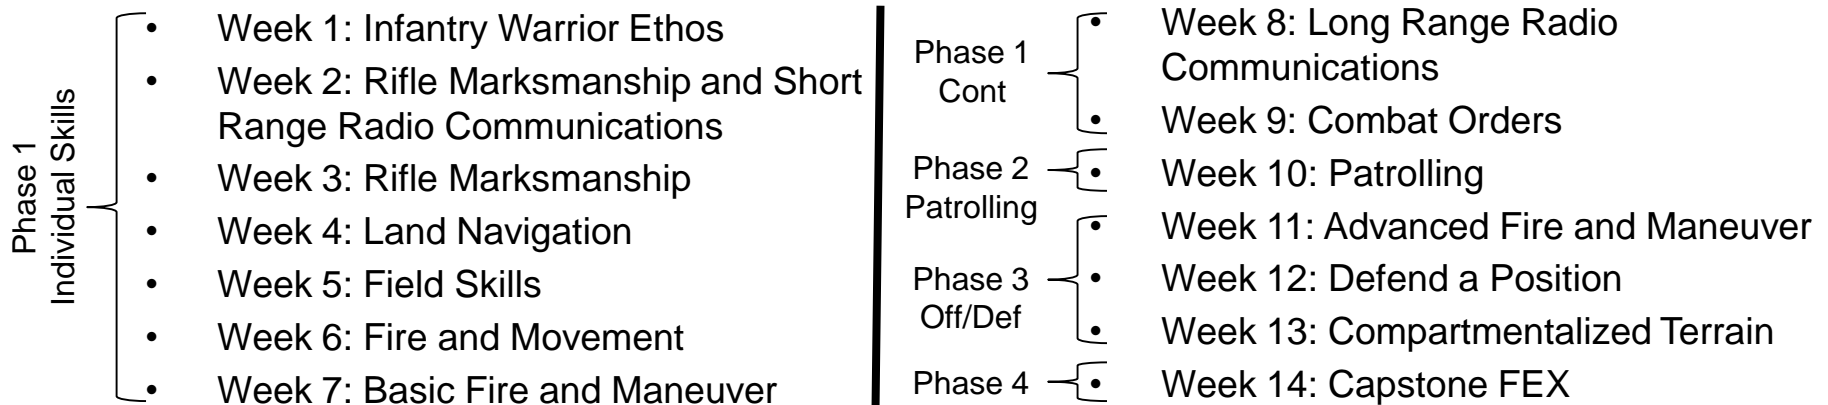 Phase 1
Individual Skills
• Week 1: Infantry Warrior Ethos
• Week 2: Rifle Marksmanship and Short
Range Radio Communications
• Week 3: Rifle Marksmanship
• Week 4: Land Navigation
• Week 5: Field Skills
• Week 6: Fire and Movement
• Week 7: Basic Fire and Maneuver
Phase 1
Cont
• Week 8: Long Range Radio
Communications
• Week 9: Combat Orders
Phase 2
Patrolling
• Week 10: Patrolling
Phase 3
Off/Def
• Week 11: Advanced Fire and Maneuver
• Week 12: Defend a Position
• Week 13: Compartmentalized Terrain
Phase 4
• Week 14: Capstone FEX